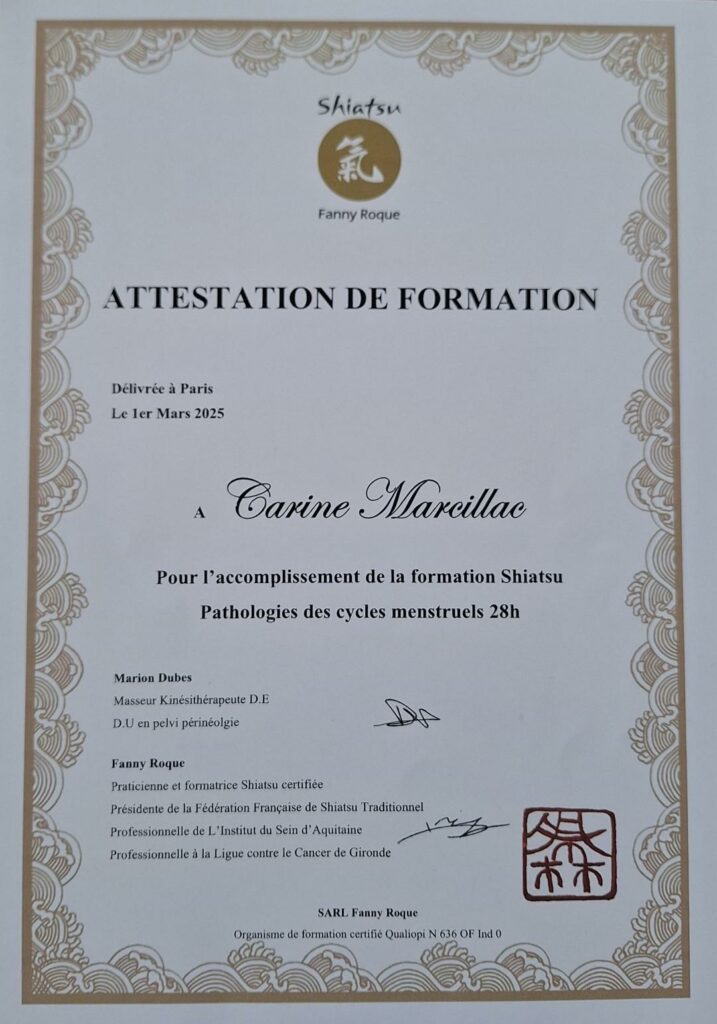 Shiatsu
氣
Fanny Roque
ATTESTATION DE FORMATION
Délivrée à Paris
Le 1er Mars 2025
A Carine Marcillac
Pour l'accomplissement de la formation Shiatsu
Pathologies des cycles menstruels 28h
Marion Dubes
Masseur Kinésithérapeute D.E
D.U en pelvi périnéolgie
Fanny Roque
Praticienne et formatrice Shiatsu certifiée
Présidente de la Fédération Française de Shiatsu Traditionnel
Professionnelle de L'Institut du Sein d'Aquitaine
Professionnelle à la Ligue contre le Cancer de Gironde
SARL Fanny Roque
Organisme de formation certifié Qualiopi N 636 OF Ind 0